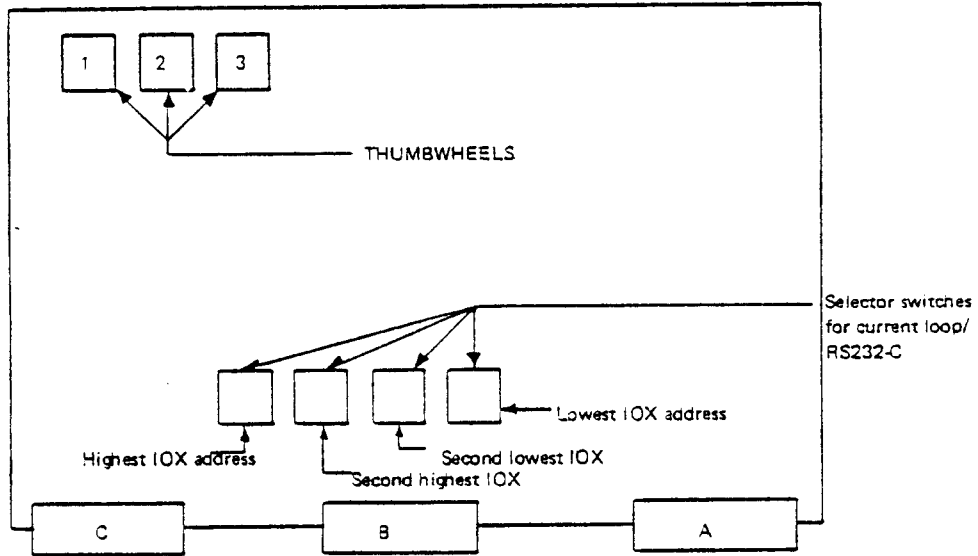 1 2 3
THUMBWHEELS
Selector switches
for current loop/
RS232-C
Lowest IOX address
Highest IOX address
Second lowest IOX
Second highest IOX
C B A